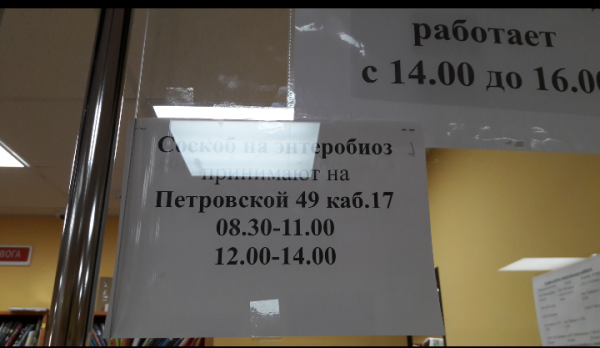 работает
с 14.00 до 16.00
Соскоб на энтеробиоз
принимают на
Петровской 49 каб.17
08.30-11.00
12.00-14.00